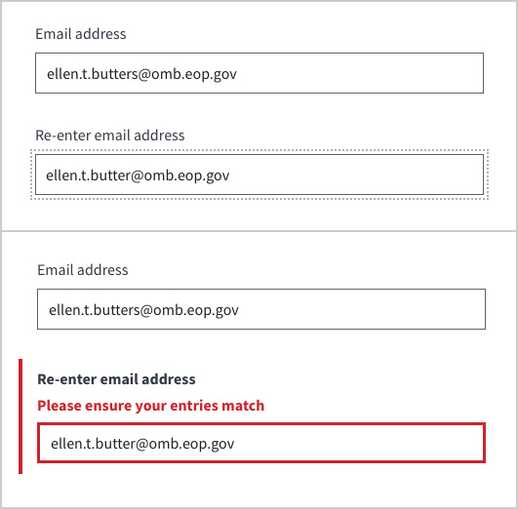 Email address
ellen.t.butters@omb.eop.gov
Re-enter email address
ellen.t.butter@omb.eop.gov
Email address
ellen.t.butters@omb.eop.gov
Re-enter email address
Please ensure your entries match
ellen.t.butter@omb.eop.gov